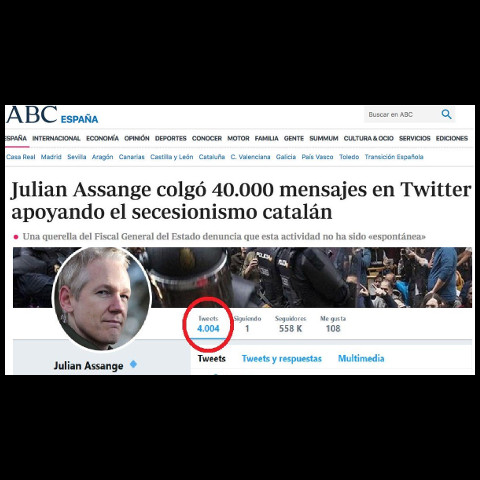 ABC ESPAÑA
Buscar en ABC
ESPAÑA INTERNACIONAL ECONOMÍA OPINIÓN DEPORTES CONOCER MOTOR FAMILIA GENTE SUMMUM CULTURA & OCIO SERVICIOS EDICIONES
Casa Real Madrid Sevilla Aragón Canarias Castilla y León Cataluña C. Valenciana Galicia País Vasco Toledo Transición Española
Julian Assange colgó 40.000 mensajes en Twitter
apoyando el secesionismo catalán
Una querella del Fiscal General del Estado denuncia que esta actividad no ha sido «espontánea»
Tweets Siguiendo Seguidores Me gusta
4.004 1 558 K 108
Julian Assange
Tweets Tweets y respuestas Multimedia